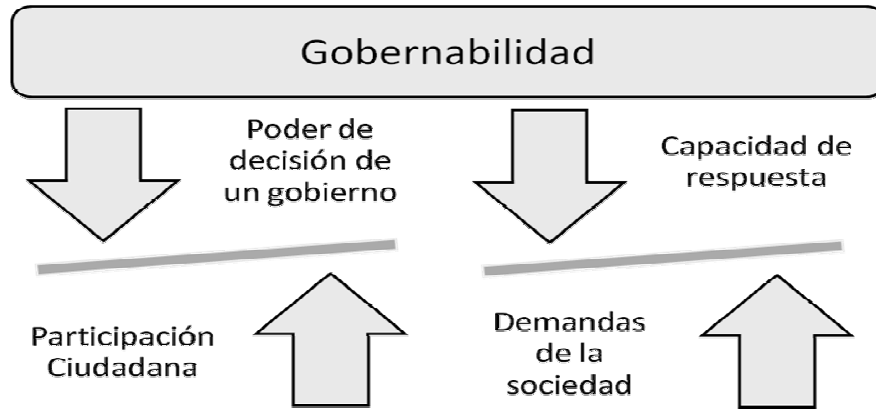 Gobernabilidad
Poder de
decisión de
un gobierno
Capacidad de
respuesta
Participación
Ciudadana
Demandas
de la
sociedad